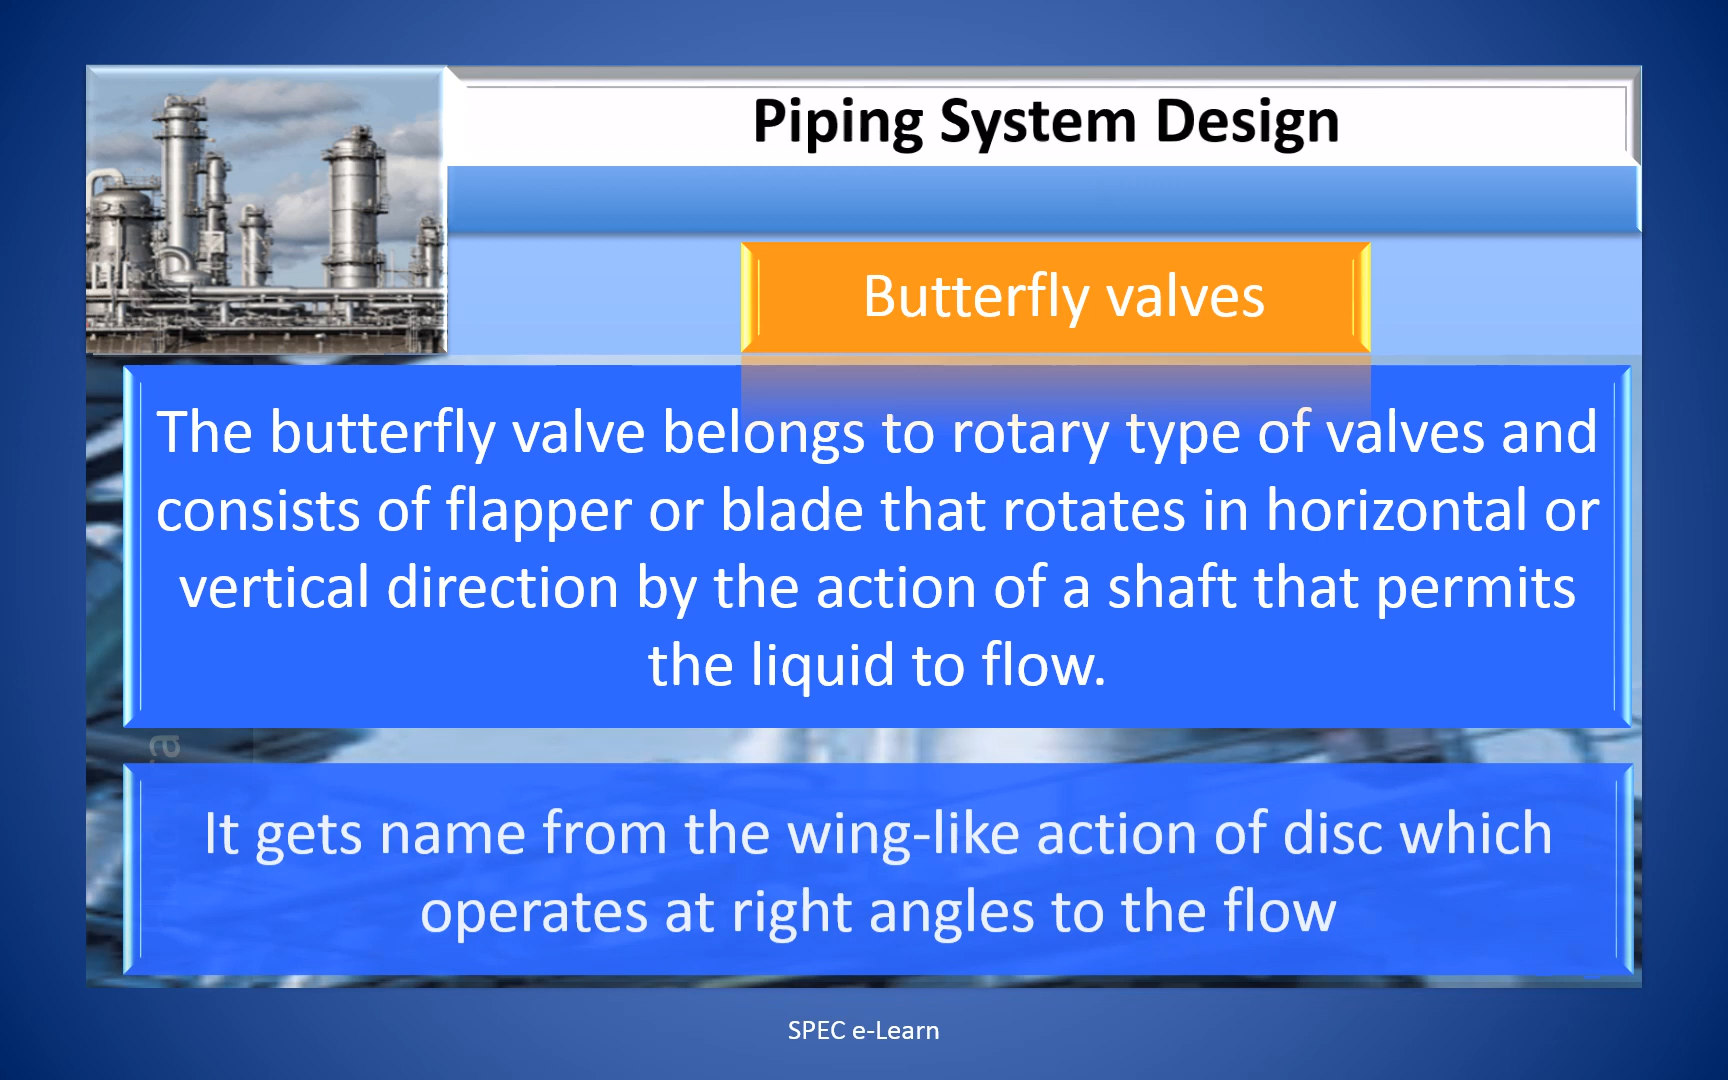 Piping System Design
Butterfly valves
The butterfly valve belongs to rotary type of valves and
consists of flapper or blade that rotates in horizontal or
vertical direction by the action of a shaft that permits
the liquid to flow.
It gets name from the wing-like action of disc which
operates at right angles to the flow
SPEC e-Learn